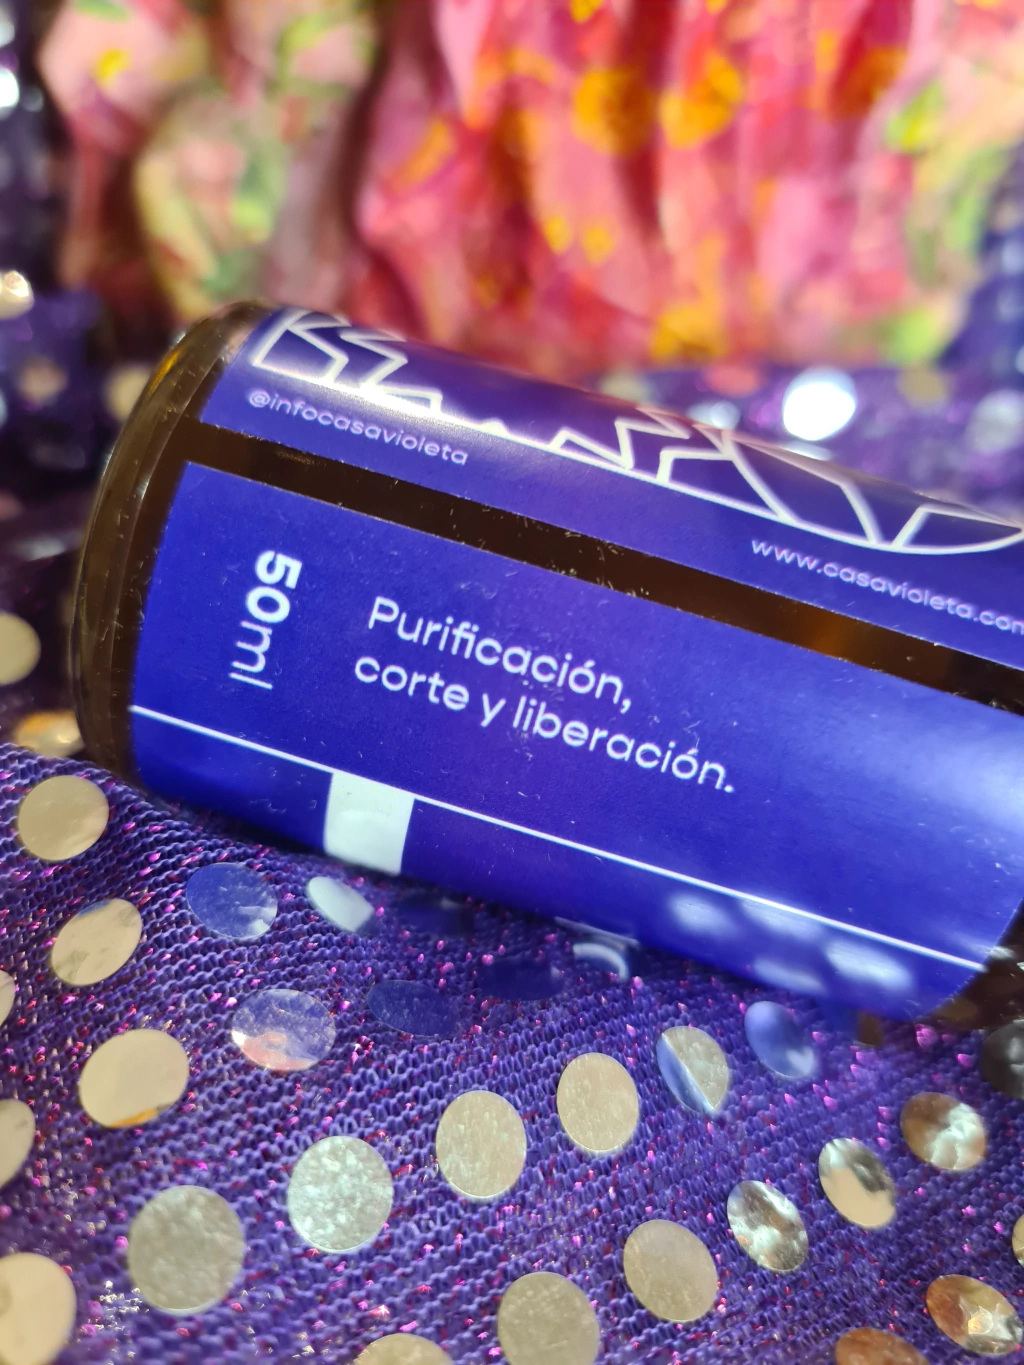 @infocasavioleta
www.casavioleta.com
50ml
Purificación,
corte y liberación.